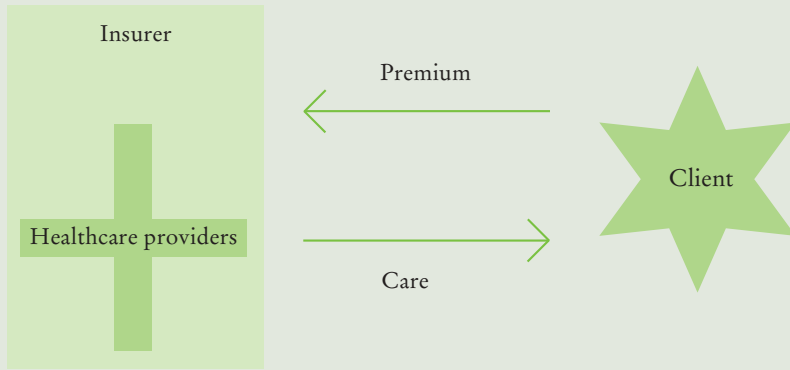 Insurer
Premium
Client
Healthcare providers
Care